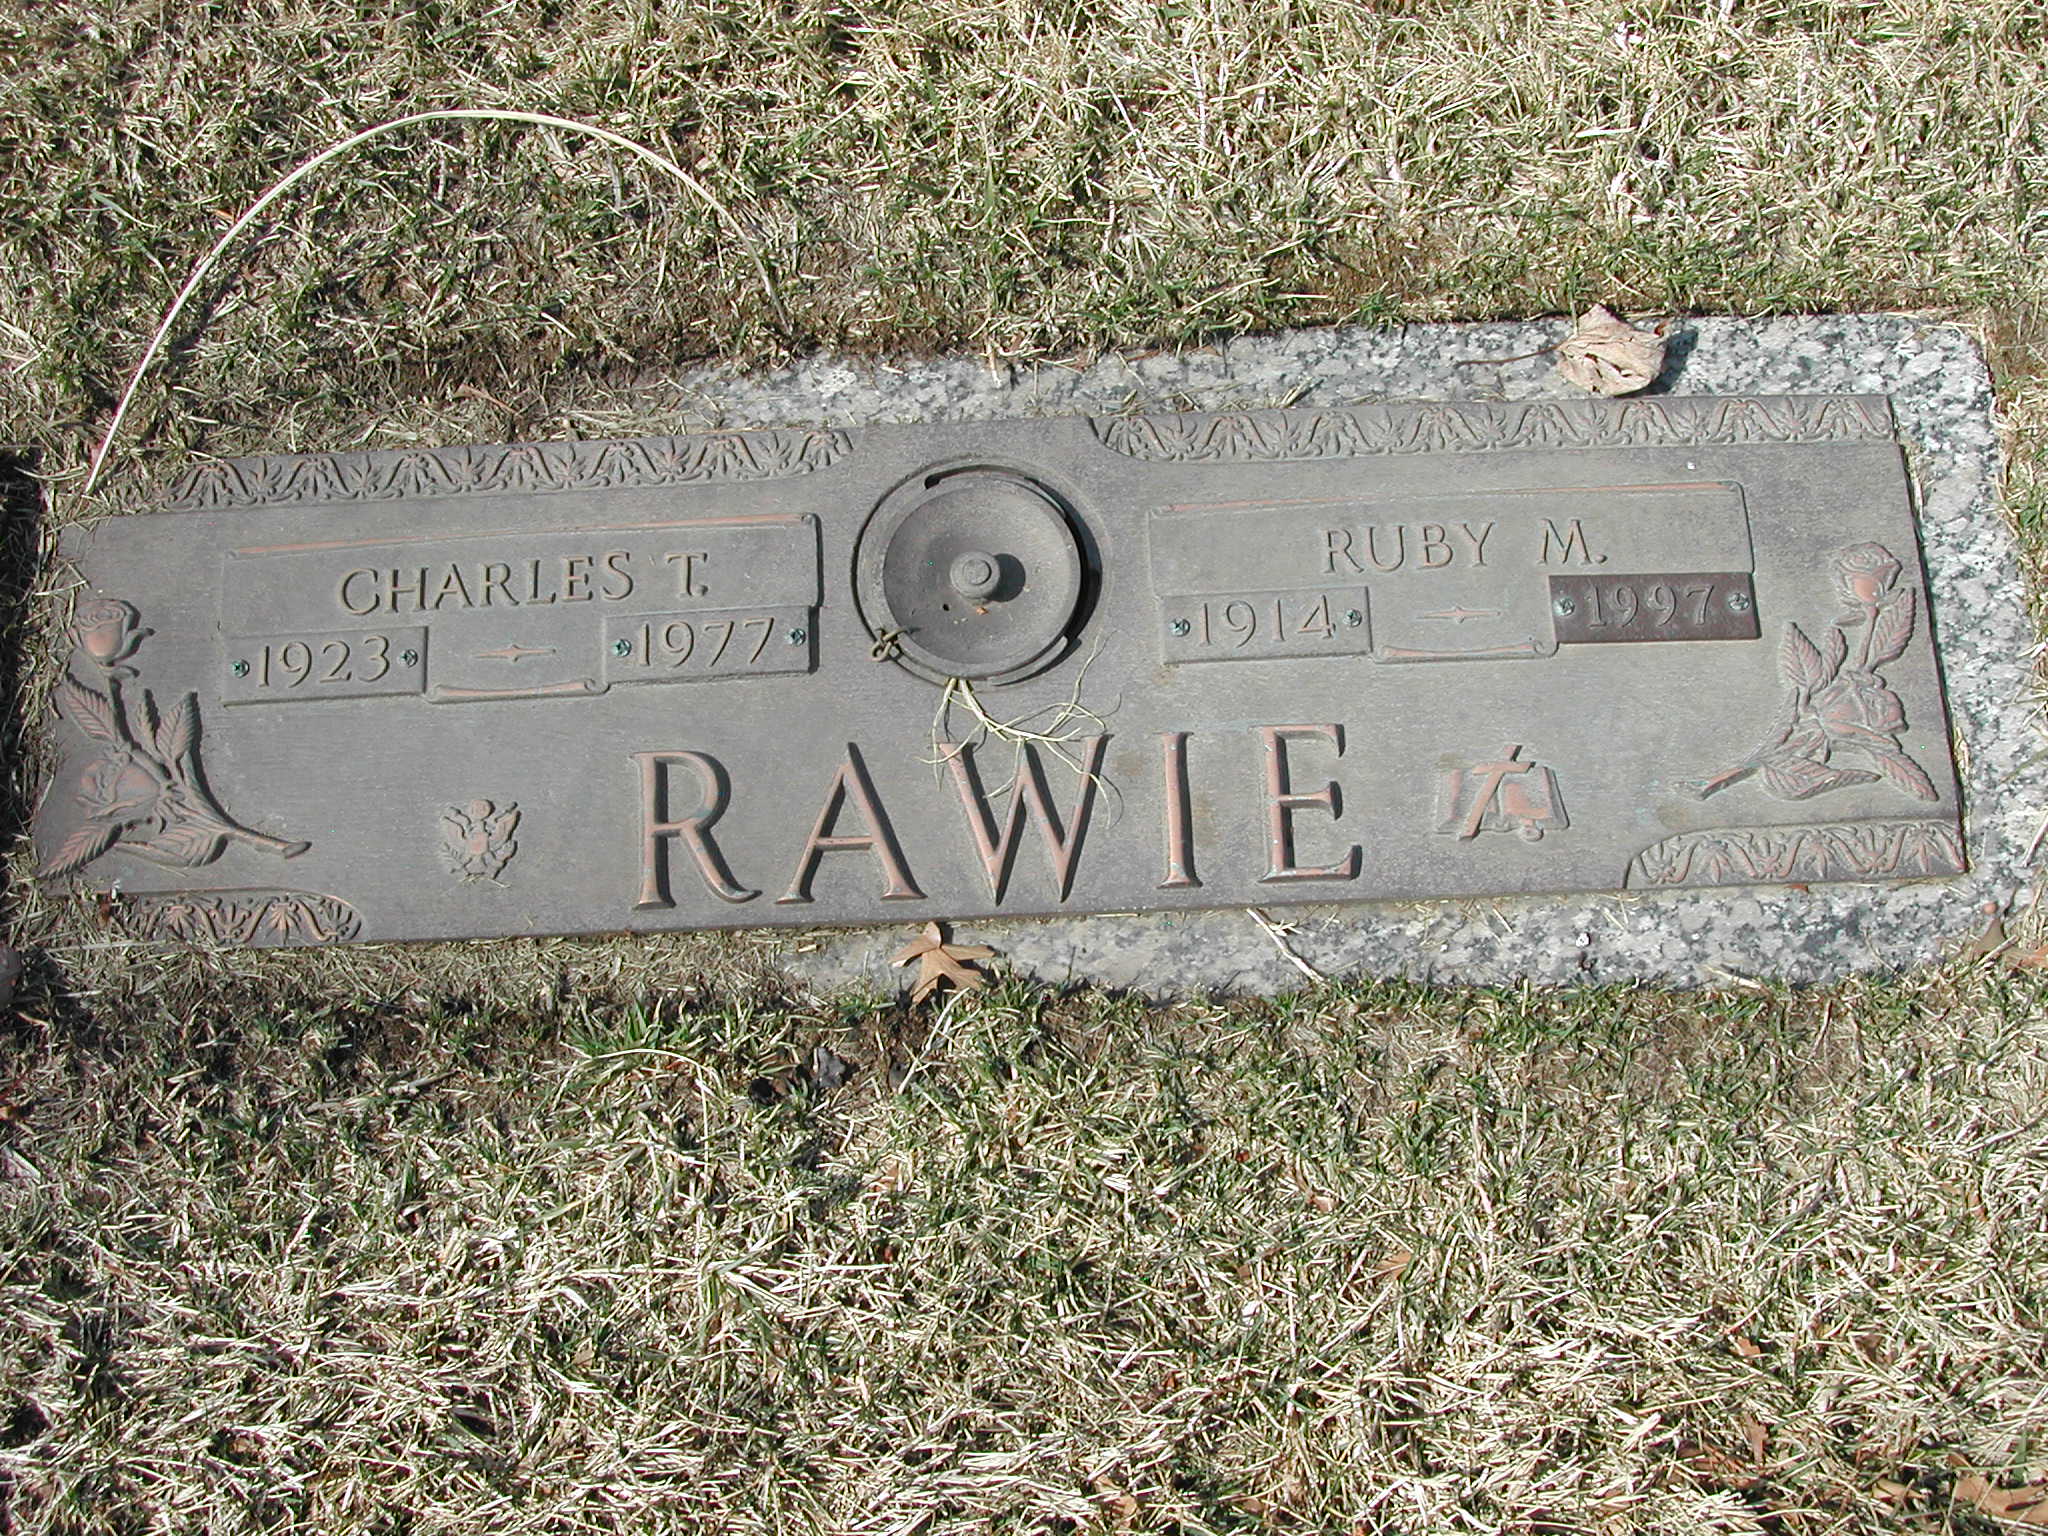 CHARLES T.
1923 1977
RUBY M.
1914 1997
RAWIE